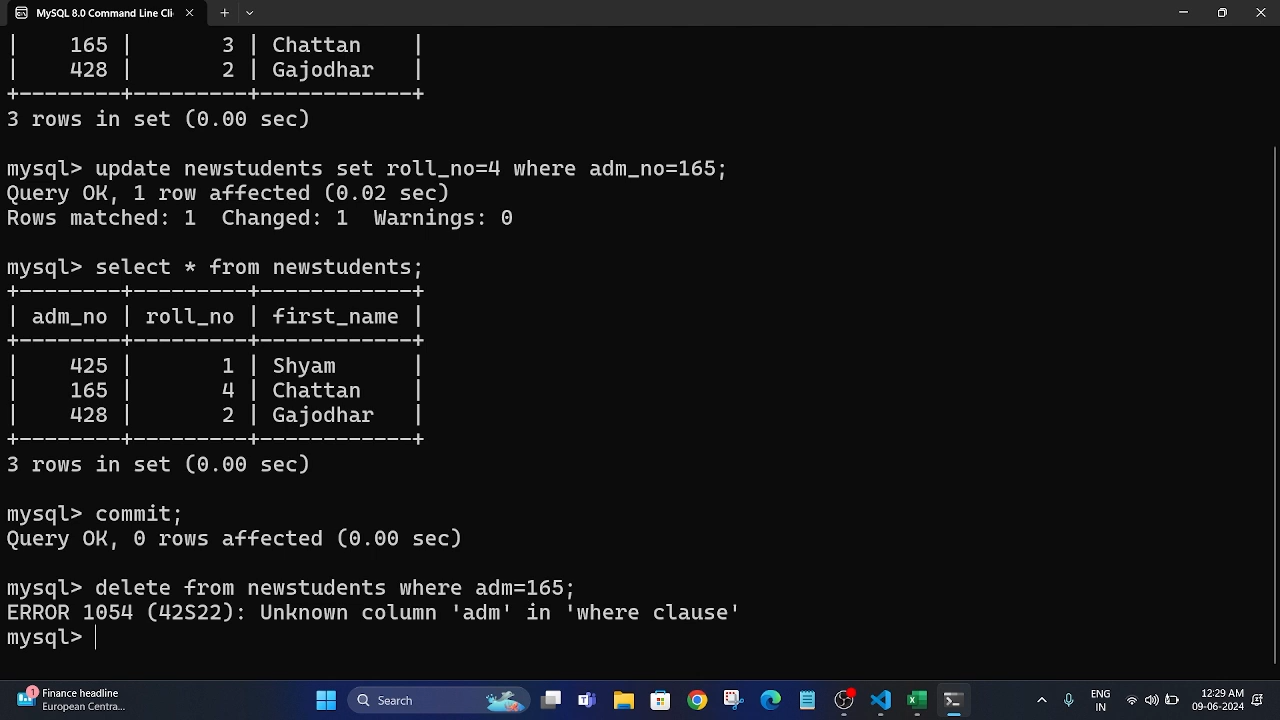 MySQL 8.0 Command Line Cli
|    165 |       3 | Chattan    |
|    428 |       2 | Gajodhar   |
+--------+---------+------------+
3 rows in set (0.00 sec)
mysql> update newstudents set roll_no=4 where adm_no=165;
Query OK, 1 row affected (0.02 sec)
Rows matched: 1  Changed: 1  Warnings: 0
mysql> select * from newstudents;
+--------+---------+------------+
| adm_no | roll_no | first_name |
+--------+---------+------------+
|    425 |       1 | Shyam      |
|    165 |       4 | Chattan    |
|    428 |       2 | Gajodhar   |
+--------+---------+------------+
3 rows in set (0.00 sec)
mysql> commit;
Query OK, 0 rows affected (0.00 sec)
mysql> delete from newstudents where adm=165;
ERROR 1054 (42S22): Unknown column 'adm' in 'where clause'
mysql>
1
Finance headline
European Centra...
Search
ENG
IN
12:29 AM
09-06-2024